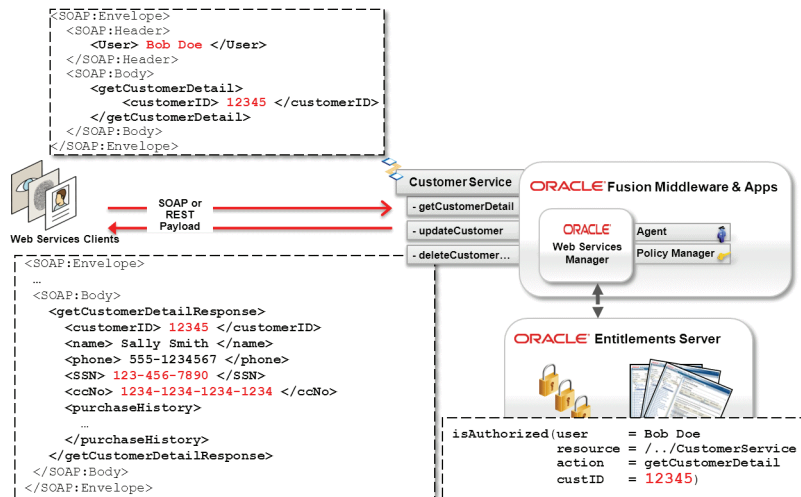 <SOAP:Envelope>
<SOAP:Header>
<User> Bob Doe </User>
</SOAP:Header>
<SOAP:Body>
<getCustomerDetail>
<customerID> 12345 </customerID>
</getCustomerDetail>
</SOAP:Body>
</SOAP:Envelope>
Web Services Clients
SOAP or
REST
Payload
Customer Service
- getCustomerDetail
- updateCustomer
- deleteCustomer...
ORACLE Fusion Middleware & Apps
ORACLE
Web Services
Manager
Agent
Policy Manager
<SOAP:Envelope>
…
<SOAP:Body>
<getCustomerDetailResponse>
<customerID> 12345 </customerID>
<name> Sally Smith </name>
<phone> 555-1234567 </phone>
<SSN> 123-456-7890 </SSN>
<ccNo> 1234-1234-1234-1234 </ccNo>
<purchaseHistory>
…
</purchaseHistory>
</getCustomerDetailResponse>
</SOAP:Body>
</SOAP:Envelope>
ORACLE Entitlements Server
isAuthorized(user = Bob Doe
resource = /../CustomerService
action = getCustomerDetail
custID = 12345)